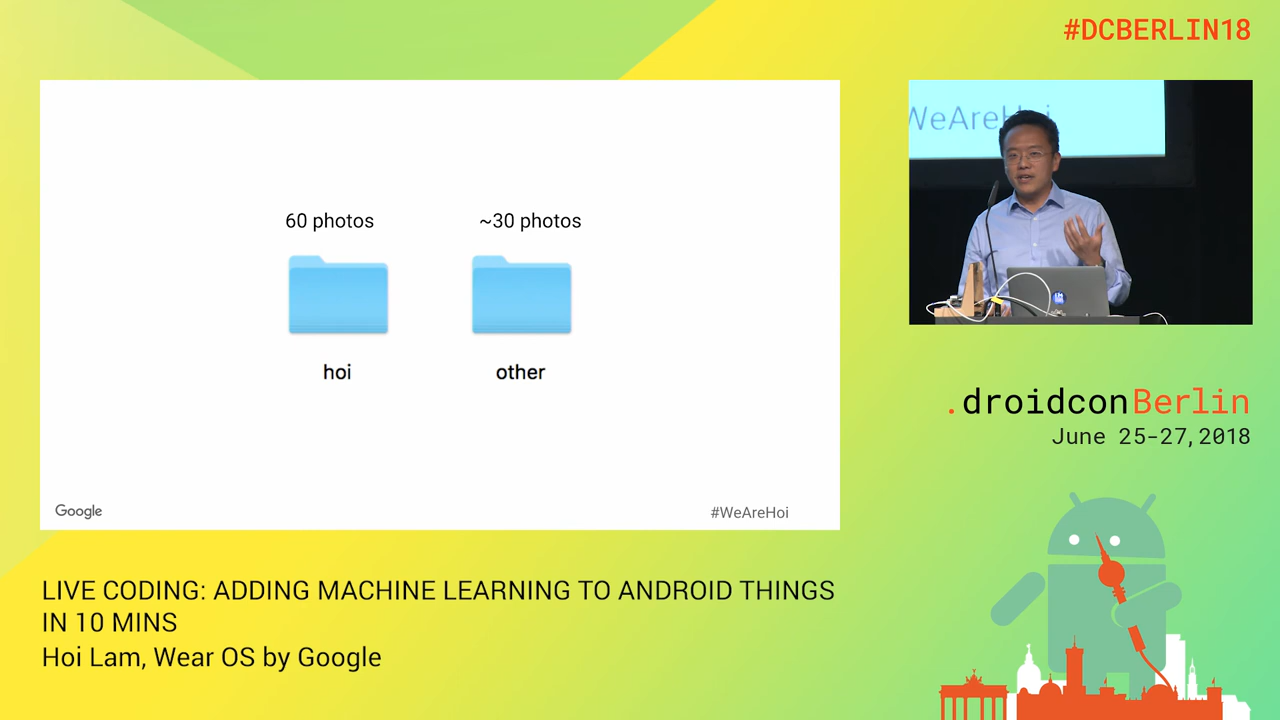 #DCBERLIN18
WeAreHoi
60 photos
~30 photos
hoi
other
Google
#WeAreHoi
.droidconBerlin
June 25-27,2018
LIVE CODING: ADDING MACHINE LEARNING TO ANDROID THINGS
IN 10 MINS
Hoi Lam, Wear OS by Google